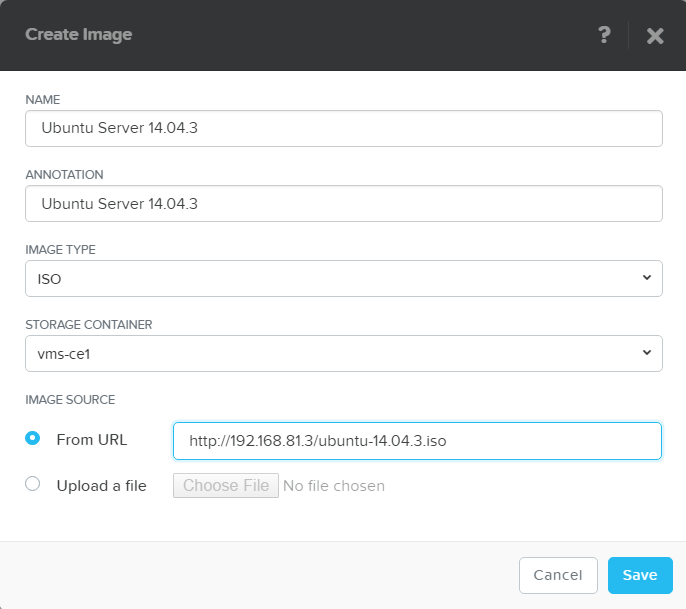 Create Image
?
NAME
Ubuntu Server 14.04.3
ANNOTATION
Ubuntu Server 14.04.3
IMAGE TYPE
ISO
STORAGE CONTAINER
vms-ce1
IMAGE SOURCE
From URL http://192.168.81.3/ubuntu-14.04.3.iso
Upload a file Choose File No file chosen
Cancel Save